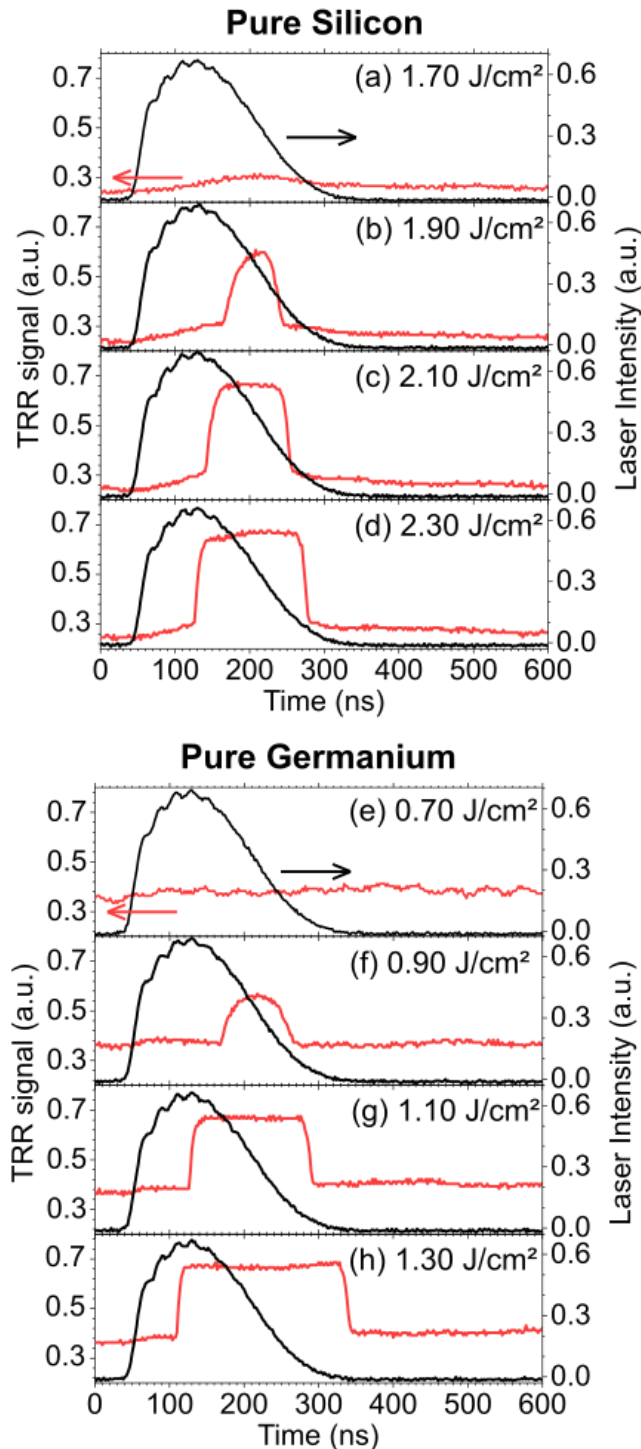 Pure Silicon
(a) 1.70 J/cm²
(b) 1.90 J/cm²
(c) 2.10 J/cm²
(d) 2.30 J/cm²
0.7
0.5
0.3
0.6
0.3
0.0
0.7
0.5
0.3
0.6
0.3
0.0
0.7
0.5
0.3
0.6
0.3
0.0
0.7
0.5
0.3
0.6
0.3
0.0
TRR signal (a.u.)
Laser Intensity (a.u.)
0 100 200 300 400 500 600
Time (ns)
Pure Germanium
(e) 0.70 J/cm²
(f) 0.90 J/cm²
(g) 1.10 J/cm²
(h) 1.30 J/cm²
0.7
0.5
0.3
0.6
0.3
0.0
0.7
0.5
0.3
0.6
0.3
0.0
0.7
0.5
0.3
0.6
0.3
0.0
0.7
0.5
0.3
0.6
0.3
0.0
TRR signal (a.u.)
Laser Intensity (a.u.)
0 100 200 300 400 500 600
Time (ns)